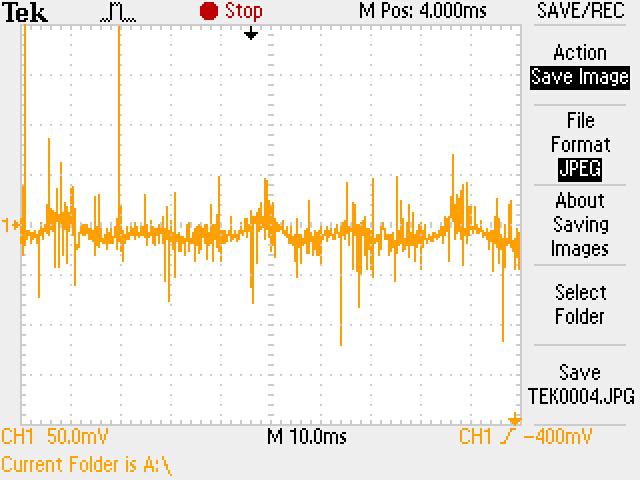 Tek Stop M Pos: 4.000ms SAVE/REC
Action
Save Image
File
Format
JPEG
About
Saving
Images
Select
Folder
Save
TEK0004.JPG
1
CH1 50.0mV M 10.0ms CH1 -400mV
Current Folder is A:\